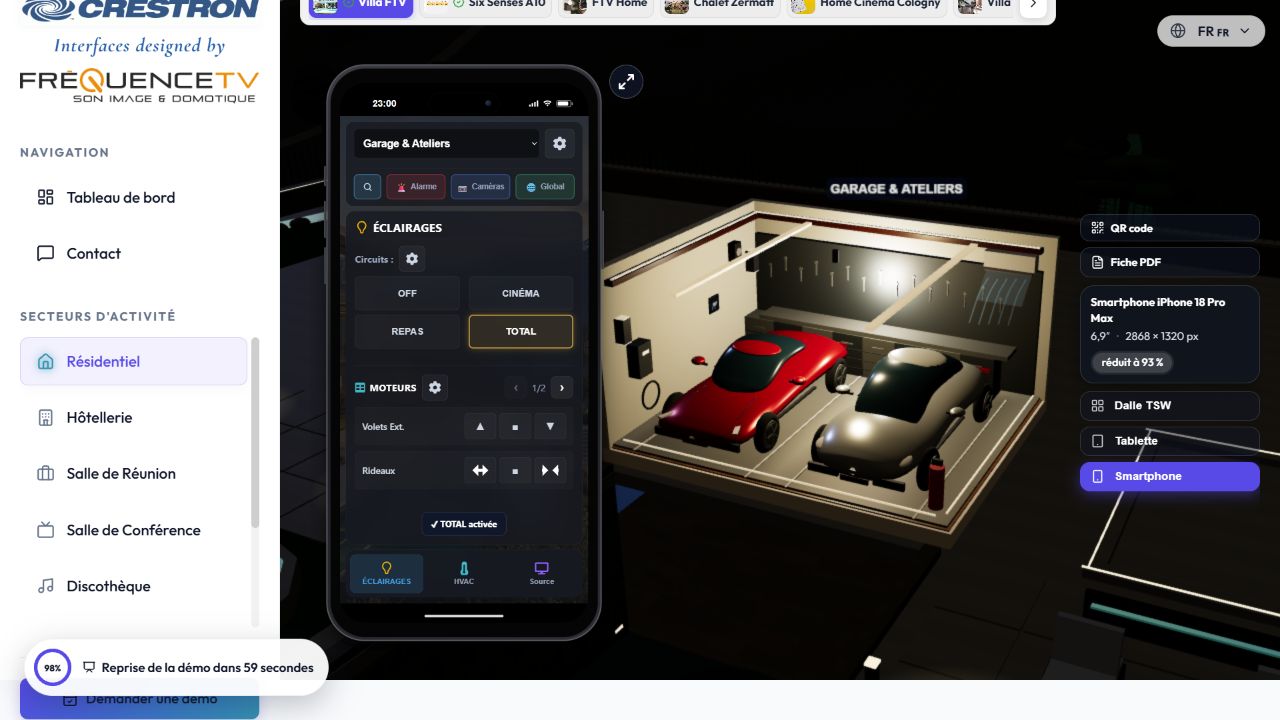 CRESTRON
Interfaces designed by
FRÉQUENCETV
SON IMAGE & DOMOTIQUE
NAVIGATION
Tableau de bord
Contact
SECTEURS D'ACTIVITÉ
Résidentiel
Hôtellerie
Salle de Réunion
Salle de Conférence
Discothèque
98%
Reprise de la démo dans 59 secondes
Demander une démo
Villa FTV
Six Senses A10
FTV Home
Chalet Zermatt
Home Cinéma Cologny
Villa
FR FR
23:00
Garage & Ateliers
Alarme
Caméras
Global
ÉCLAIRAGES
Circuits :
OFF
CINÉMA
REPAS
TOTAL
MOTEURS
1/2
Volets Ext.
Rideaux
✓ TOTAL activée
ÉCLAIRAGES
HVAC
Source
GARAGE & ATELIERS
QR code
Fiche PDF
Smartphone iPhone 18 Pro
Max
6,9" · 2868 × 1320 px
réduit à 93 %
Dalle TSW
Tablette
Smartphone